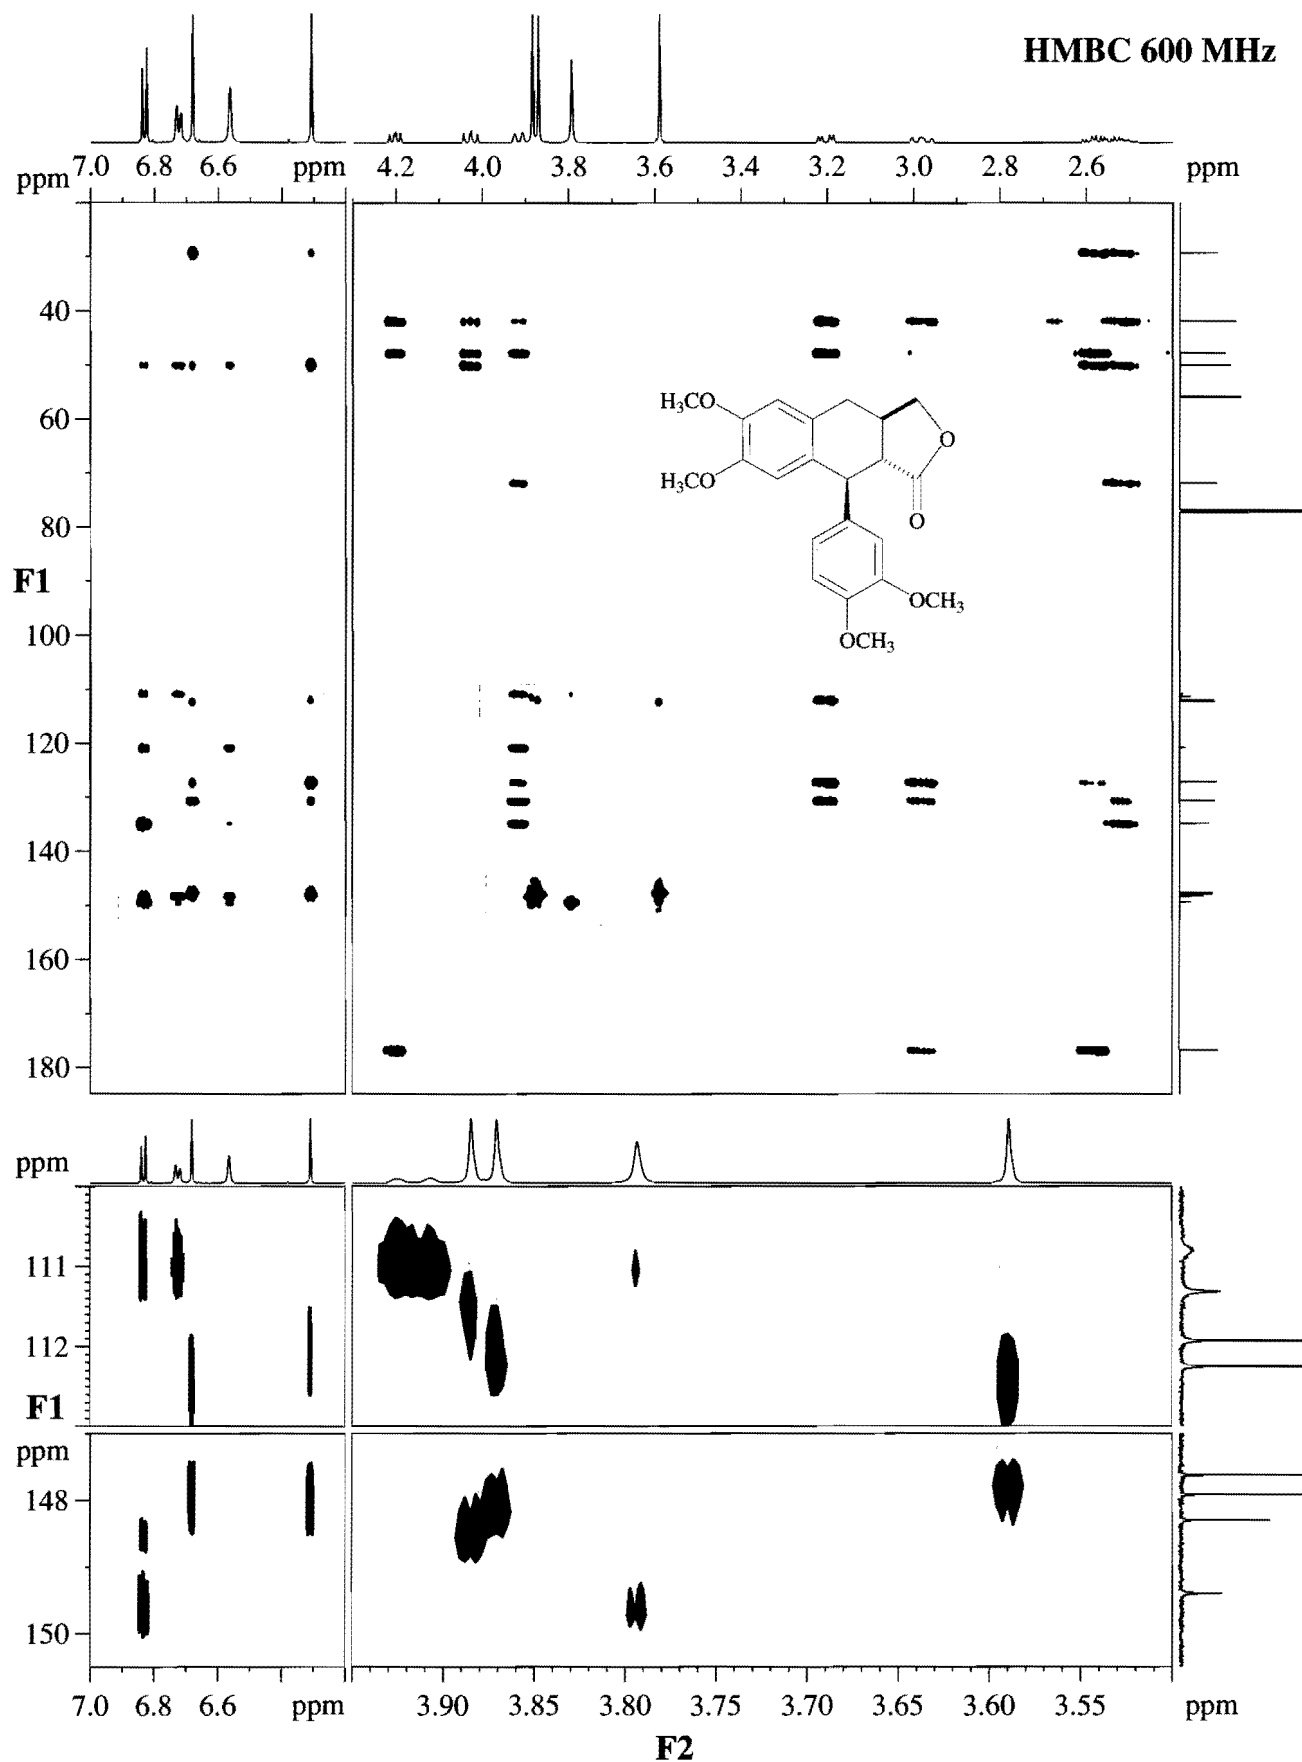 HMBC 600 MHz
ppm 7.0 6.8 6.6 ppm 4.2 4.0 3.8 3.6 3.4 3.2 3.0 2.8 2.6 ppm
40
60
H₃CO
O
H₃CO
O
80
F1
100
OCH₃
OCH₃
120
140
160
180
ppm
111
112
F1
ppm
148
150
7.0 6.8 6.6 ppm 3.90 3.85 3.80 3.75 3.70 3.65 3.60 3.55 ppm
F2